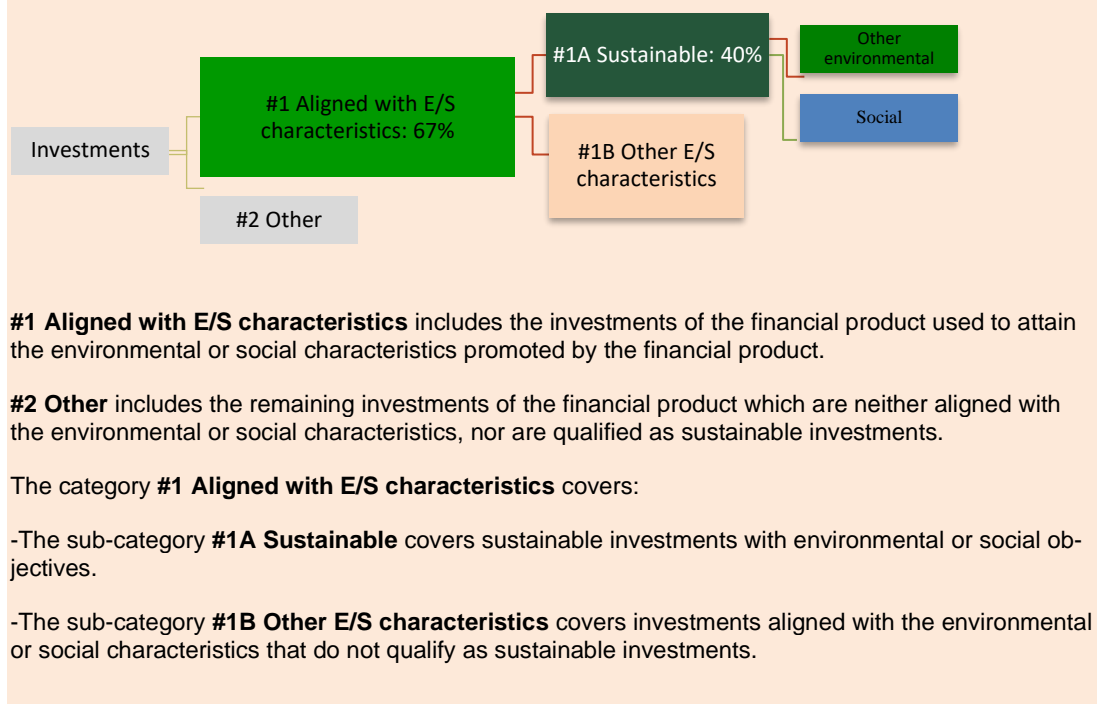 Investments
#1 Aligned with E/S
characteristics: 67%
#2 Other
#1A Sustainable: 40%
#1B Other E/S
characteristics
Other
environmental
Social
#1 Aligned with E/S characteristics includes the investments of the financial product used to attain
the environmental or social characteristics promoted by the financial product.
#2 Other includes the remaining investments of the financial product which are neither aligned with
the environmental or social characteristics, nor are qualified as sustainable investments.
The category #1 Aligned with E/S characteristics covers:
-The sub-category #1A Sustainable covers sustainable investments with environmental or social ob-
jectives.
-The sub-category #1B Other E/S characteristics covers investments aligned with the environmental
or social characteristics that do not qualify as sustainable investments.